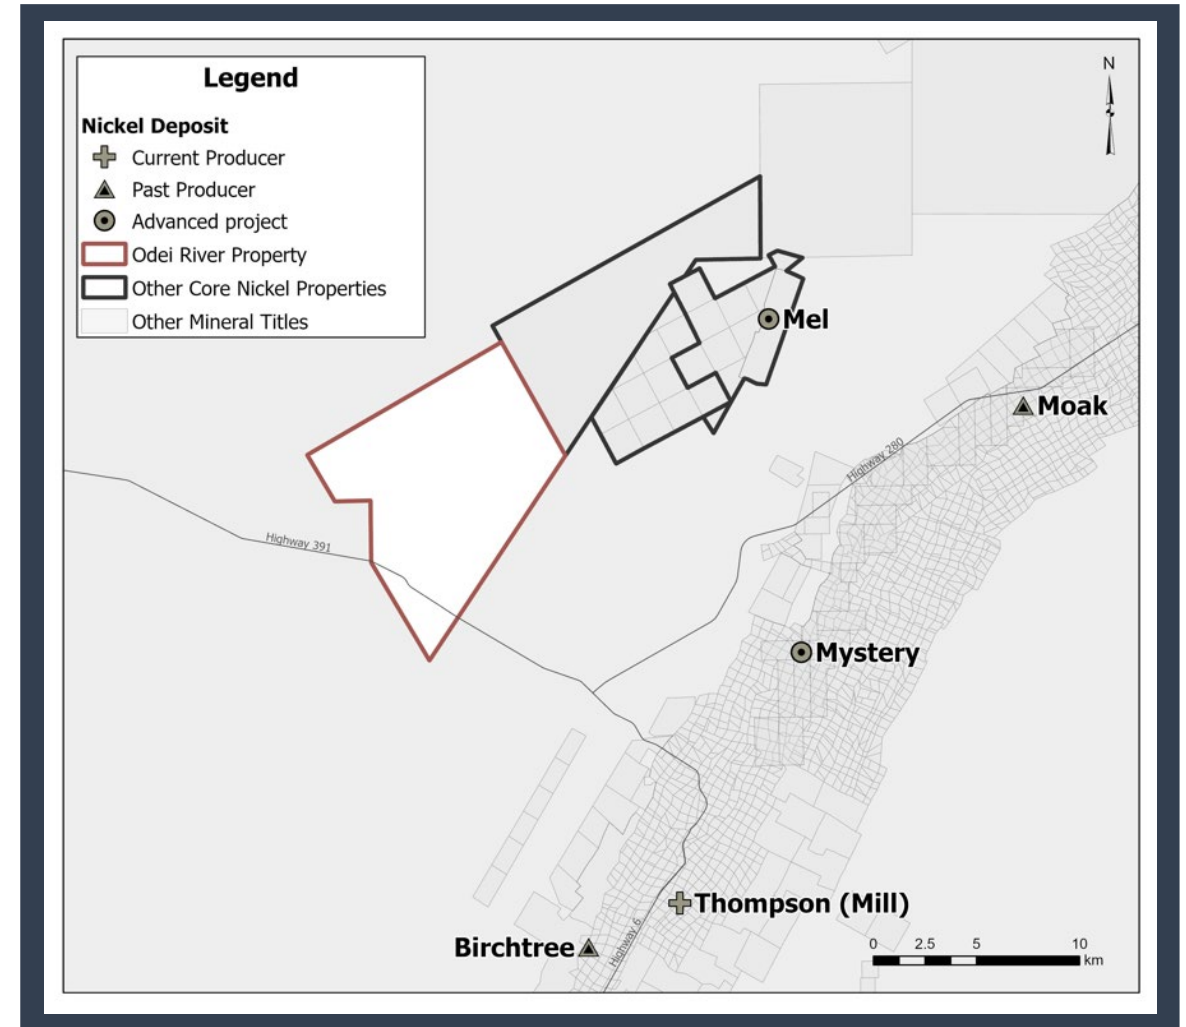 Legend
Nickel Deposit
Current Producer
Past Producer
Advanced project
Odei River Property
Other Core Nickel Properties
Other Mineral Titles
N
Mel
Moak
Highway 280
Highway 391
Mystery
Thompson (Mill)
Birchtree
Highway 6
0 2.5 5 10
km